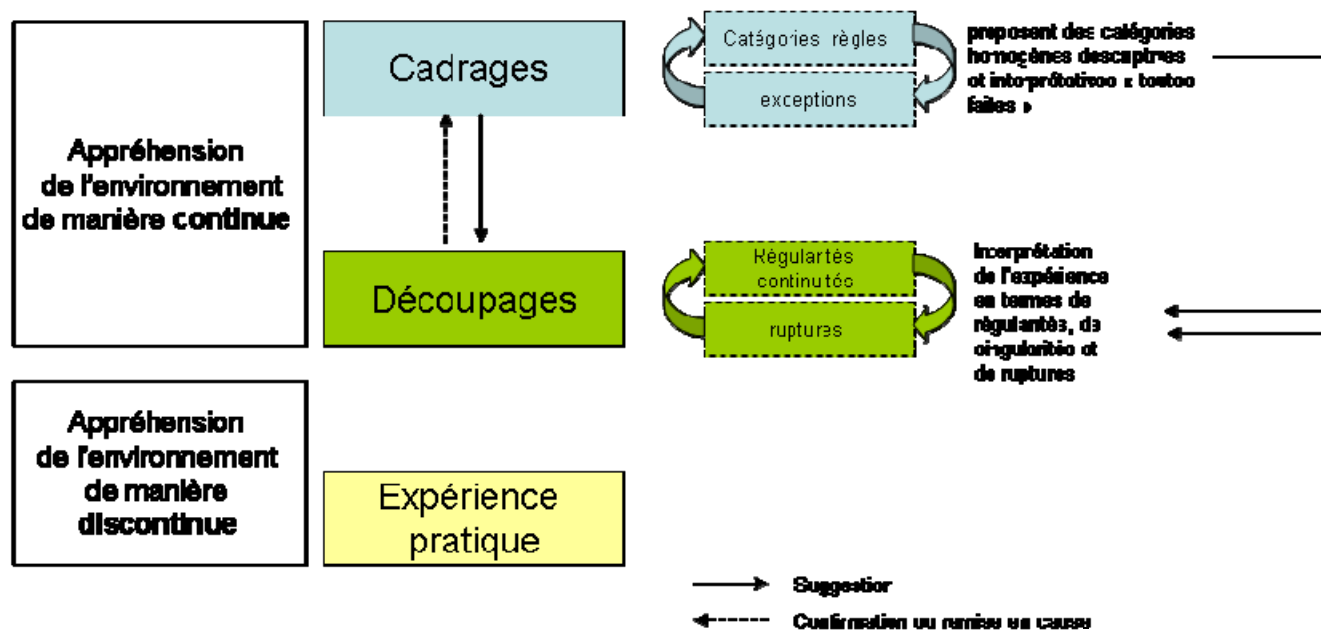 Appréhension
de l'environnement
de manière continue
Cadrages
Catégories règles
exceptions
proposent des catégories
homogènes descriptives
et interprétatives « toutes
faites »
Découpages
Régulartés
continutés
ruptures
Interprétation
de l'expérience
en termes de
régularités, de
singularités et
de ruptures
Appréhension
de l'environnement
de manière
discontinue
Expérience
pratique
Suggestion
Confirmation ou remise en cause